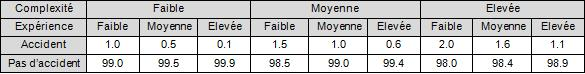 Complexité Faible Moyenne Elevée
Expérience Faible Moyenne Elevée Faible Moyenne Elevée Faible Moyenne Elevée
Accident 1.0 0.5 0.1 1.5 1.0 0.6 2.0 1.6 1.1
Pas d'accident 99.0 99.5 99.9 98.5 99.0 99.4 98.0 98.4 98.9